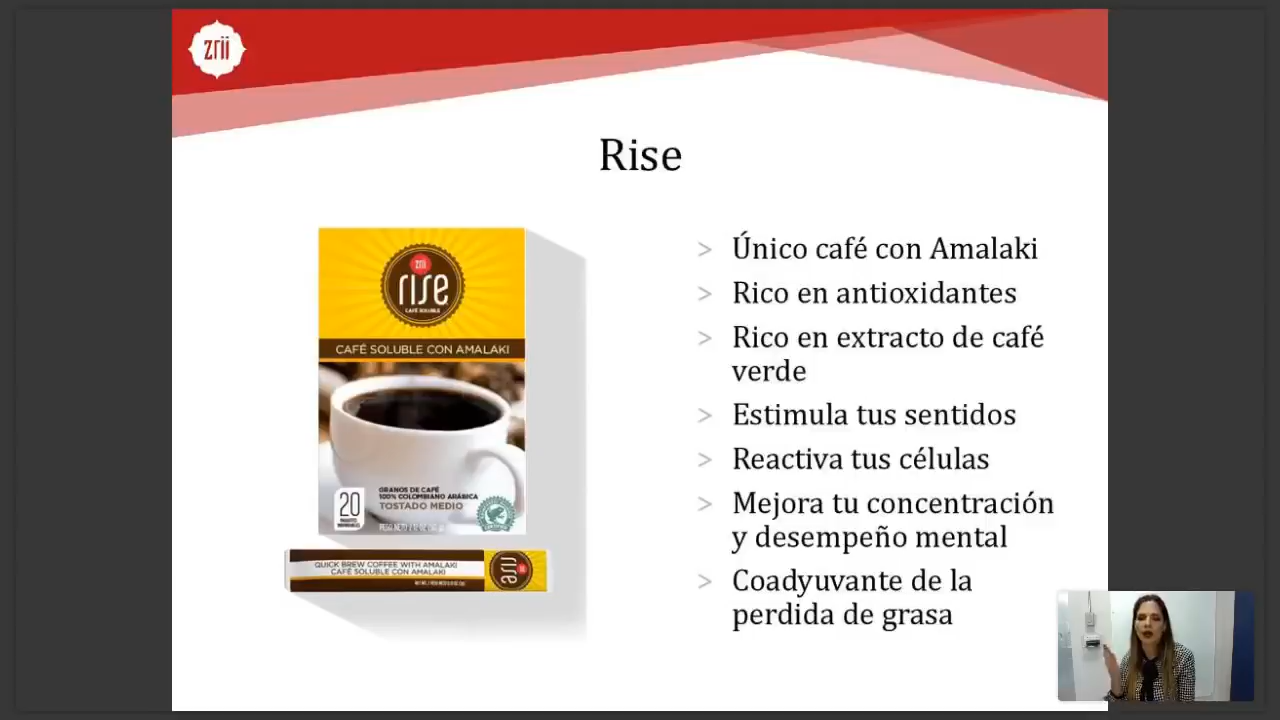 zrii
Rise
zrii
rise
CAFÉ SOLUBLE
CAFÉ SOLUBLE CON AMALAKI
20
GRANOS DE CAFÉ
100% COLOMBIANO ARÁBICA
TOSTADO MEDIO
QUICK BREW COFFEE WITH AMALAKI
CAFÉ SOLUBLE CON AMALAKI
rise
> Único café con Amalaki
> Rico en antioxidantes
> Rico en extracto de café
verde
> Estimula tus sentidos
> Reactiva tus células
> Mejora tu concentración
y desempeño mental
> Coadyuvante de la
perdida de grasa